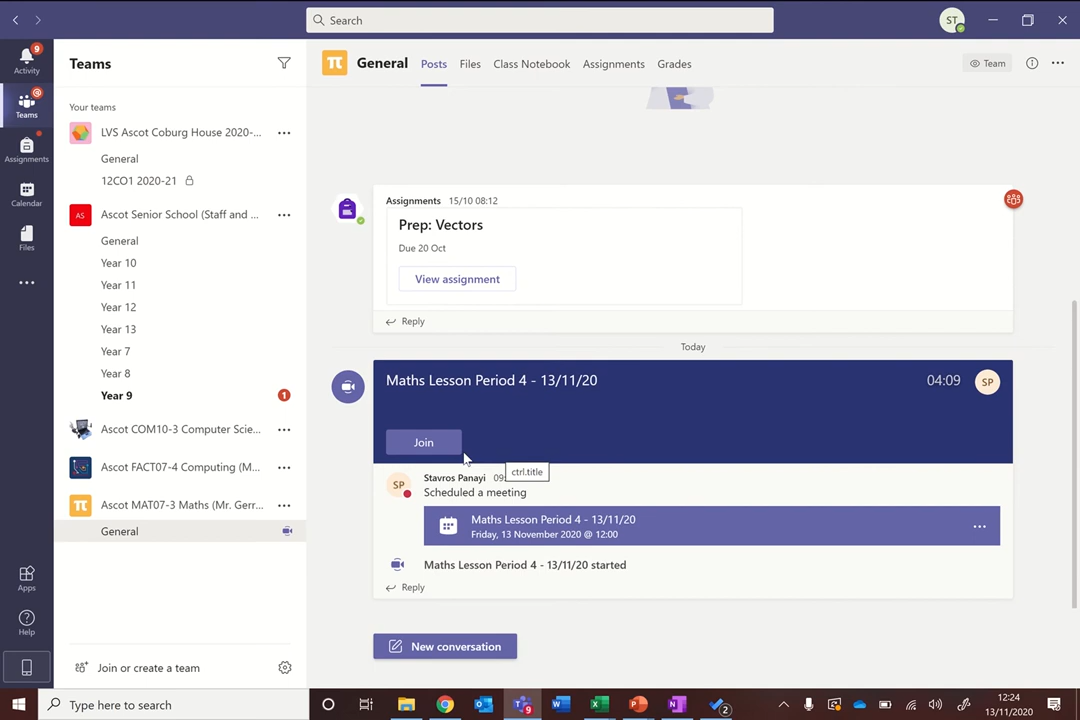 Search
ST
9
Activity
Teams
Assignments
Calendar
Files
Apps
Help
Teams
Your teams
LVS Ascot Coburg House 2020-...
General
12CO1 2020-21
AS
Ascot Senior School (Staff and ...
General
Year 10
Year 11
Year 12
Year 13
Year 7
Year 8
Year 9
1
Ascot COM10-3 Computer Scie...
Ascot FACT07-4 Computing (M...
π
Ascot MAT07-3 Maths (Mr. Gerr...
General
Join or create a team
π
General
Posts
Files
Class Notebook
Assignments
Grades
Team
Assignments 15/10 08:12
Prep: Vectors
Due 20 Oct
View assignment
Reply
Today
Maths Lesson Period 4 - 13/11/20
04:09
SP
Join
ctrl.title
SP
Stavros Panayi
Scheduled a meeting
Maths Lesson Period 4 - 13/11/20
Friday, 13 November 2020 @ 12:00
Maths Lesson Period 4 - 13/11/20 started
Reply
New conversation
Type here to search
9
2
12:24
13/11/2020